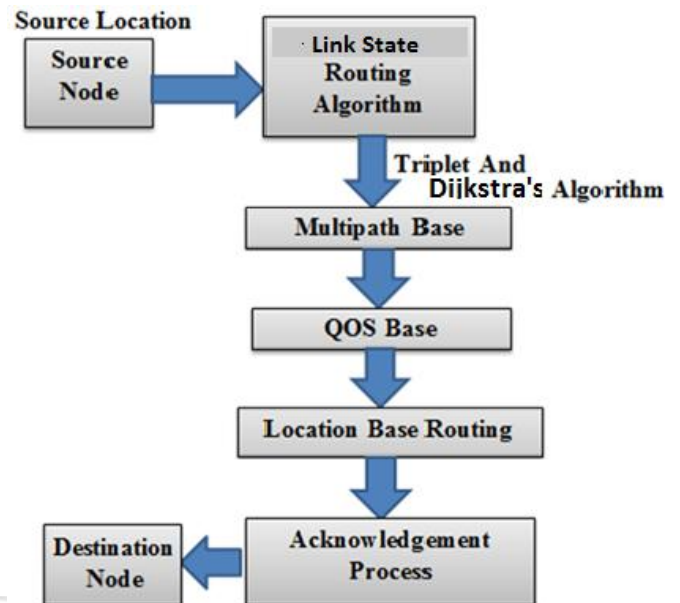 Source Location
Source
Node
Link State
Routing
Algorithm
Triplet And
Dijkstra's Algorithm
Multipath Base
QOS Base
Location Base Routing
Acknowledgement
Process
Destination
Node